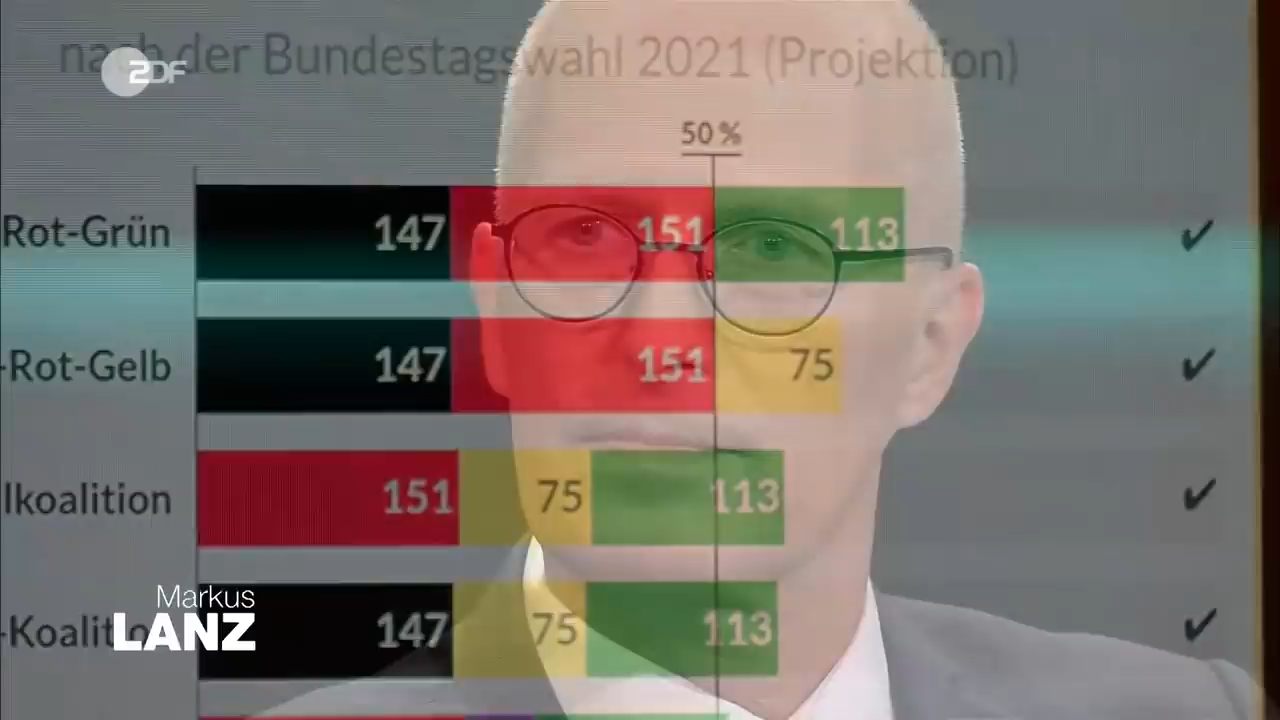 nach der Bundestagswahl 2021 (Projektion)
ZDF
50 %
Rot-Grün 147 151 113 ✔
-Rot-Gelb 147 151 75 ✔
lkoalition 151 75 113 ✔
-Koalition 147 75 113 ✔
Markus
LANZ